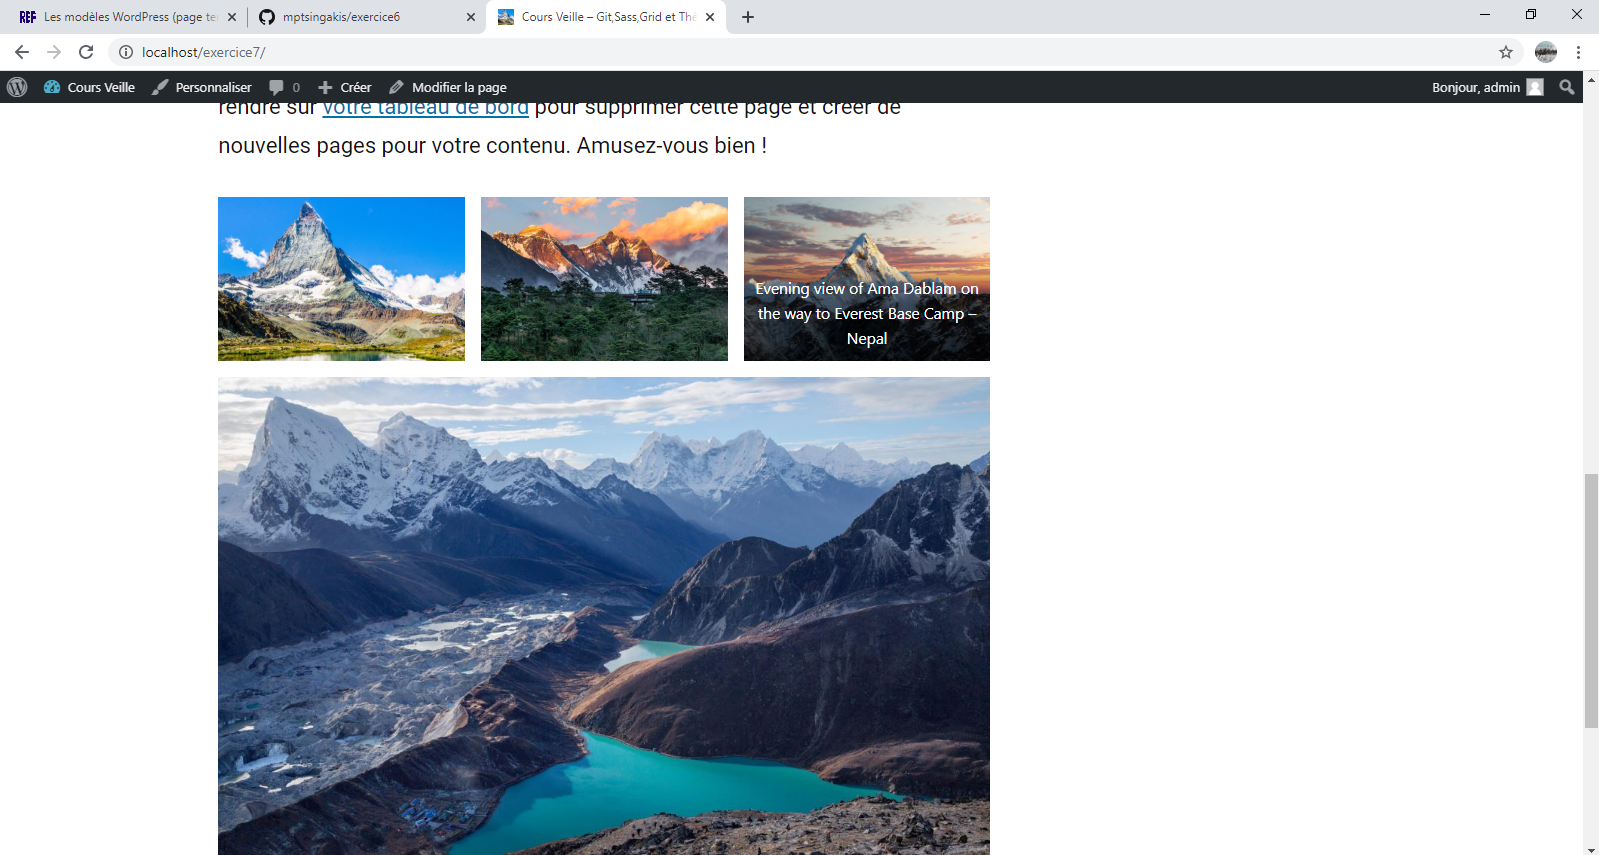 REF Les modèles WordPress (page te
mptsingakis/exercice6
Cours Veille – Git,Sass,Grid et Thè
localhost/exercice7/
Cours Veille Personnaliser 0 Créer Modifier la page Bonjour, admin
rendre sur votre tableau de bord pour supprimer cette page et créer de
nouvelles pages pour votre contenu. Amusez-vous bien !
Evening view of Ama Dablam on
the way to Everest Base Camp –
Nepal